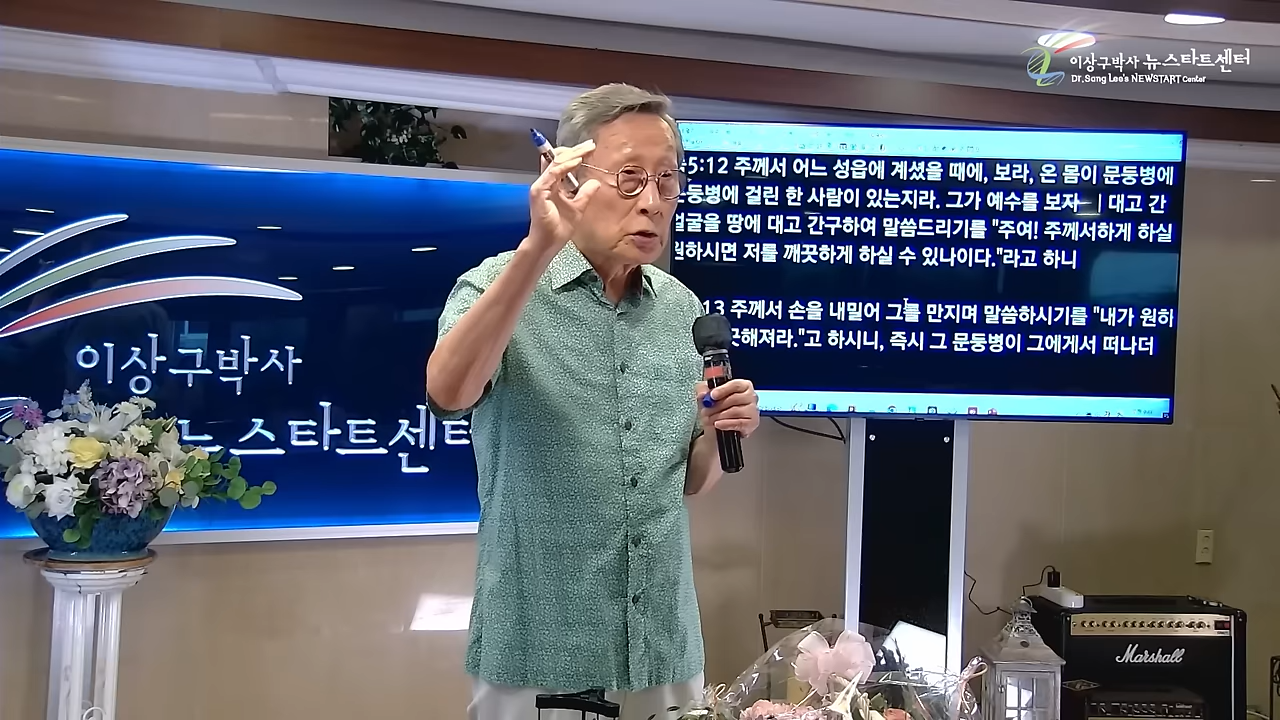 이상구박사 뉴스타트센터
Dr.Sang Lee's NEWSTART Center
5:12 주께서 어느 성읍에 계셨을 때에, 보라, 온 몸이 문둥병에
문둥병에 걸린 한 사람이 있는지라. 그가 예수를 보자 대고 간
얼굴을 땅에 대고 간구하여 말씀드리기를 "주여! 주께서하게 하실
원하시면 저를 깨끗하게 하실 수 있나이다."라고 하니
13 주께서 손을 내밀어 그를 만지며 말씀하시기를 "내가 원하
끗해져라."고 하시니, 즉시 그 문둥병이 그에게서 떠나더
이상구박사
뉴스타트센터
Marshall